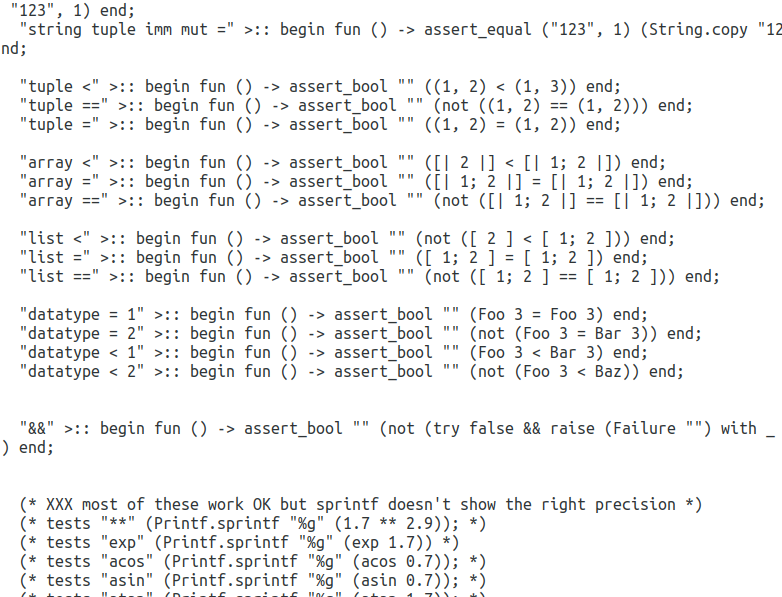 "123", 1) end;
"string tuple imm mut =" >:: begin fun () -> assert_equal ("123", 1) (String.copy "12
nd;
"tuple <" >:: begin fun () -> assert_bool "" ((1, 2) < (1, 3)) end;
"tuple ==" >:: begin fun () -> assert_bool "" (not ((1, 2) == (1, 2))) end;
"tuple =" >:: begin fun () -> assert_bool "" ((1, 2) = (1, 2)) end;
"array <" >:: begin fun () -> assert_bool "" ([| 2 |] < [| 1; 2 |]) end;
"array =" >:: begin fun () -> assert_bool "" ([| 1; 2 |] = [| 1; 2 |]) end;
"array ==" >:: begin fun () -> assert_bool "" (not ([| 1; 2 |] == [| 1; 2 |])) end;
"list <" >:: begin fun () -> assert_bool "" (not ([ 2 ] < [ 1; 2 ])) end;
"list =" >:: begin fun () -> assert_bool "" ([ 1; 2 ] = [ 1; 2 ]) end;
"list ==" >:: begin fun () -> assert_bool "" (not ([ 1; 2 ] == [ 1; 2 ])) end;
"datatype = 1" >:: begin fun () -> assert_bool "" (Foo 3 = Foo 3) end;
"datatype = 2" >:: begin fun () -> assert_bool "" (not (Foo 3 = Bar 3)) end;
"datatype < 1" >:: begin fun () -> assert_bool "" (Foo 3 < Bar 3) end;
"datatype < 2" >:: begin fun () -> assert_bool "" (not (Foo 3 < Baz)) end;
"&&" >:: begin fun () -> assert_bool "" (not (try false && raise (Failure "") with _
) end;
(* XXX most of these work OK but sprintf doesn't show the right precision *)
(* tests "**" (Printf.sprintf "%g" (1.7 ** 2.9)); *)
(* tests "exp" (Printf.sprintf "%g" (exp 1.7)) *)
(* tests "acos" (Printf.sprintf "%g" (acos 0.7)); *)
(* tests "asin" (Printf.sprintf "%g" (asin 0.7)); *)